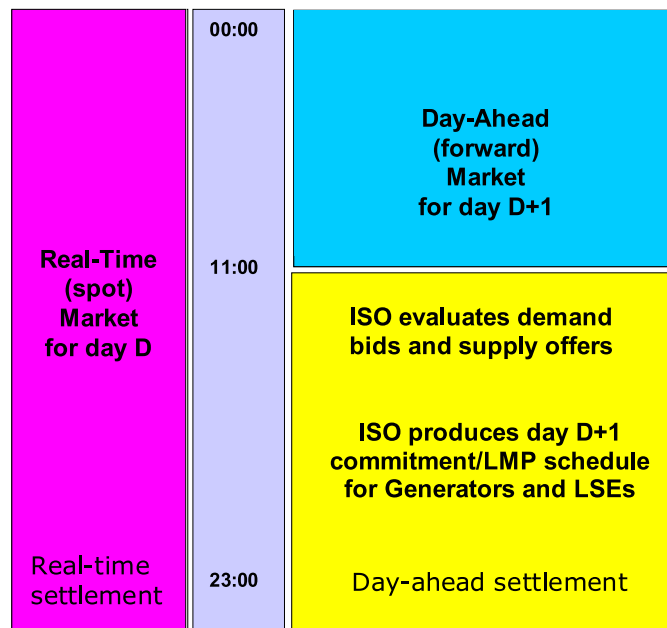 Real-Time
(spot)
Market
for day D
Real-time
settlement
00:00
11:00
23:00
Day-Ahead
(forward)
Market
for day D+1
ISO evaluates demand
bids and supply offers
ISO produces day D+1
commitment/LMP schedule
for Generators and LSEs
Day-ahead settlement